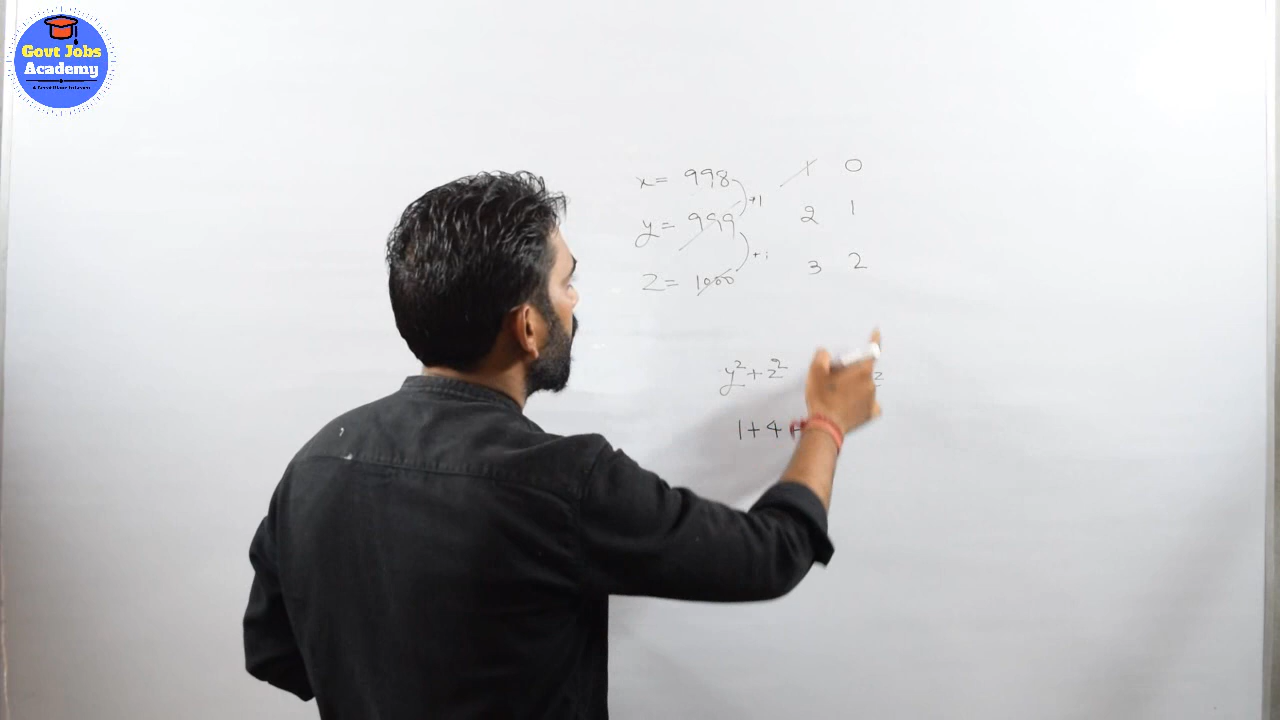 Govt Jobs
Academy
x = 998 1 0
+1
y = 999 2 1
+1
z = 1000 3 2
y² + z² z
1 + 4 +